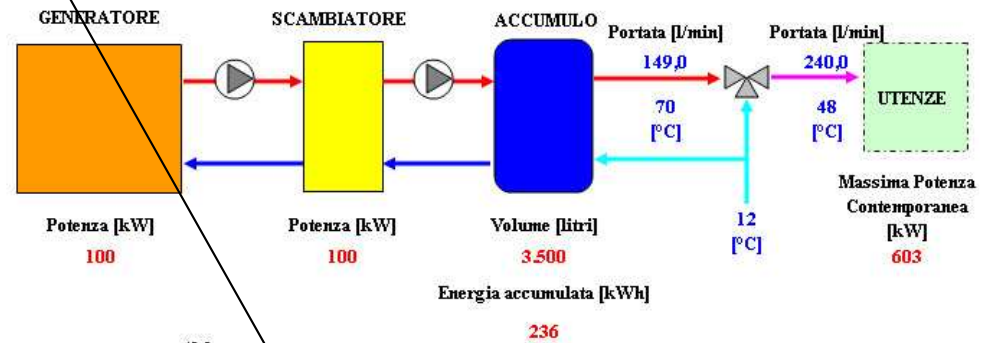 GENERATORE
SCAMBIATORE
ACCUMULO
Portata [l/min]
Portata [l/min]
149,0
240,0
70
[°C]
48
[°C]
UTENZE
Potenza [kW]
100
Potenza [kW]
100
Volume [litri]
3.500
12
[°C]
Massima Potenza
Contemporanea
[kW]
603
Energia accumulata [kWh]
236